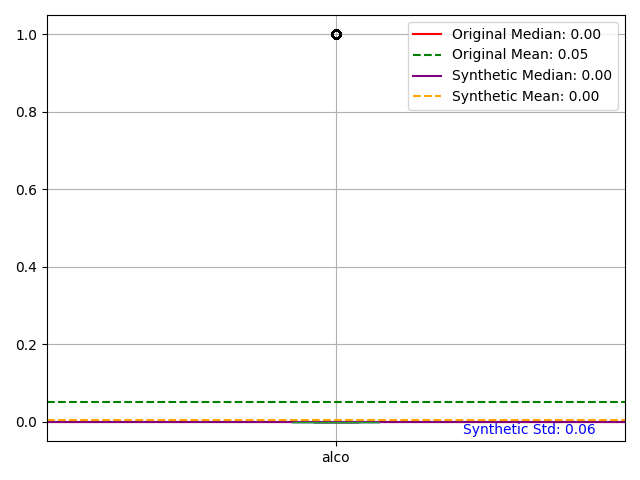 1.0
0.8
0.6
0.4
0.2
0.0
Original Median: 0.00
Original Mean: 0.05
Synthetic Median: 0.00
Synthetic Mean: 0.00
Synthetic Std: 0.06
alco